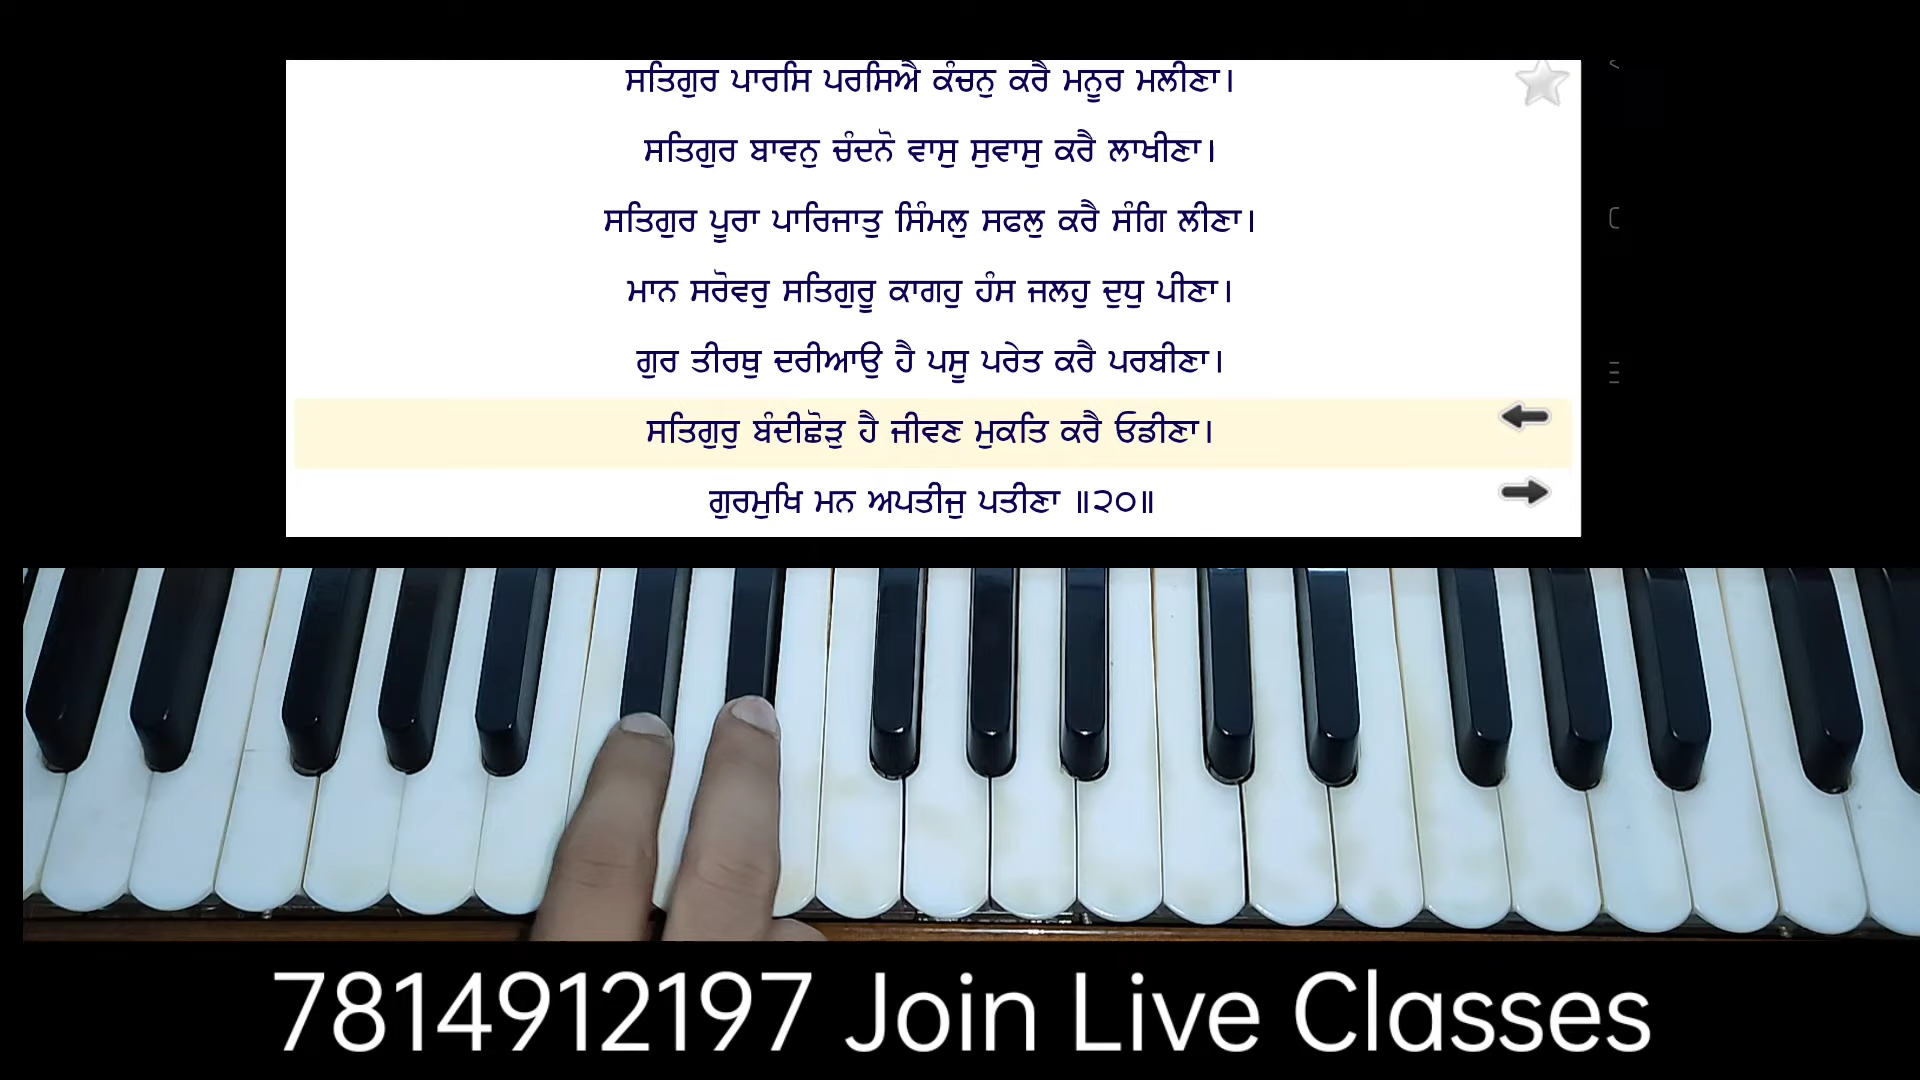 ਸਤਿਗੁਰ ਪਾਰਸਿ ਪਰਸਿਐ ਕੰਚਨੁ ਕਰੈ ਮਨੂਰ ਮਲੀਣਾ।
ਸਤਿਗੁਰ ਬਾਵਨੁ ਚੰਦਨੋ ਵਾਸੁ ਸੁਵਾਸੁ ਕਰੈ ਲਾਖੀਣਾ।
ਸਤਿਗੁਰ ਪੂਰਾ ਪਾਰਿਜਾਤੁ ਸਿੰਮਲੁ ਸਫਲੁ ਕਰੈ ਸੰਗਿ ਲੀਣਾ।
ਮਾਨ ਸਰੋਵਰੁ ਸਤਿਗੁਰੂ ਕਾਗਹੁ ਹੰਸ ਜਲਹੁ ਦੁਧੁ ਪੀਣਾ।
ਗੁਰ ਤੀਰਥੁ ਦਰੀਆਉ ਹੈ ਪਸੂ ਪਰੇਤ ਕਰੈ ਪਰਬੀਣਾ।
ਸਤਿਗੁਰੁ ਬੰਦੀਛੋੜੁ ਹੈ ਜੀਵਣ ਮੁਕਤਿ ਕਰੈ ਓਡੀਣਾ।
ਗੁਰਮੁਖਿ ਮਨ ਅਪਤੀਜੁ ਪਤੀਣਾ ॥੨੦॥
7814912197 Join Live Classes